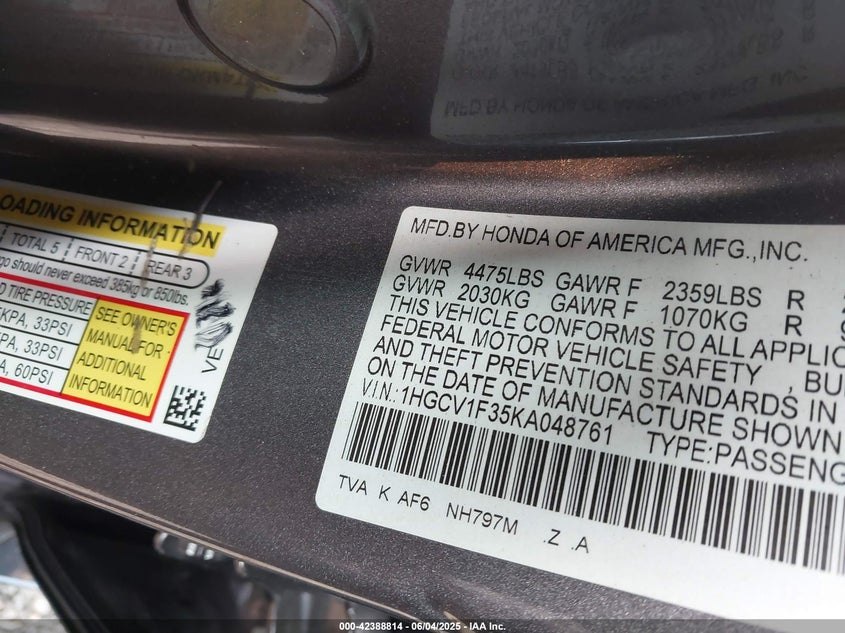 OADING INFORMATION
TOTAL 5 FRONT 2 REAR 3
go should never exceed 385kg or 850lbs.
D TIRE PRESSURE
KPA, 33PSI
PA, 33PSI
A, 60PSI
SEE OWNER'S
MANUAL FOR
ADDITIONAL
INFORMATION
MFD.BY HONDA OF AMERICA MFG.,INC.
GVWR 4475LBS GAWR F 2359LBS R
GVWR 2030KG GAWR F 1070KG R
THIS VEHICLE CONFORMS TO ALL APPLIC
FEDERAL MOTOR VEHICLE SAFETY , BU
AND THEFT PREVENTION STANDARDS IN
ON THE DATE OF MANUFACTURE SHOWN
V.I.N.: 1HGCV1F35KA048761 TYPE:PASSENG
TVA K AF6 NH797M .Z .A
000-42388814 - 06/04/2025 - IAA Inc.